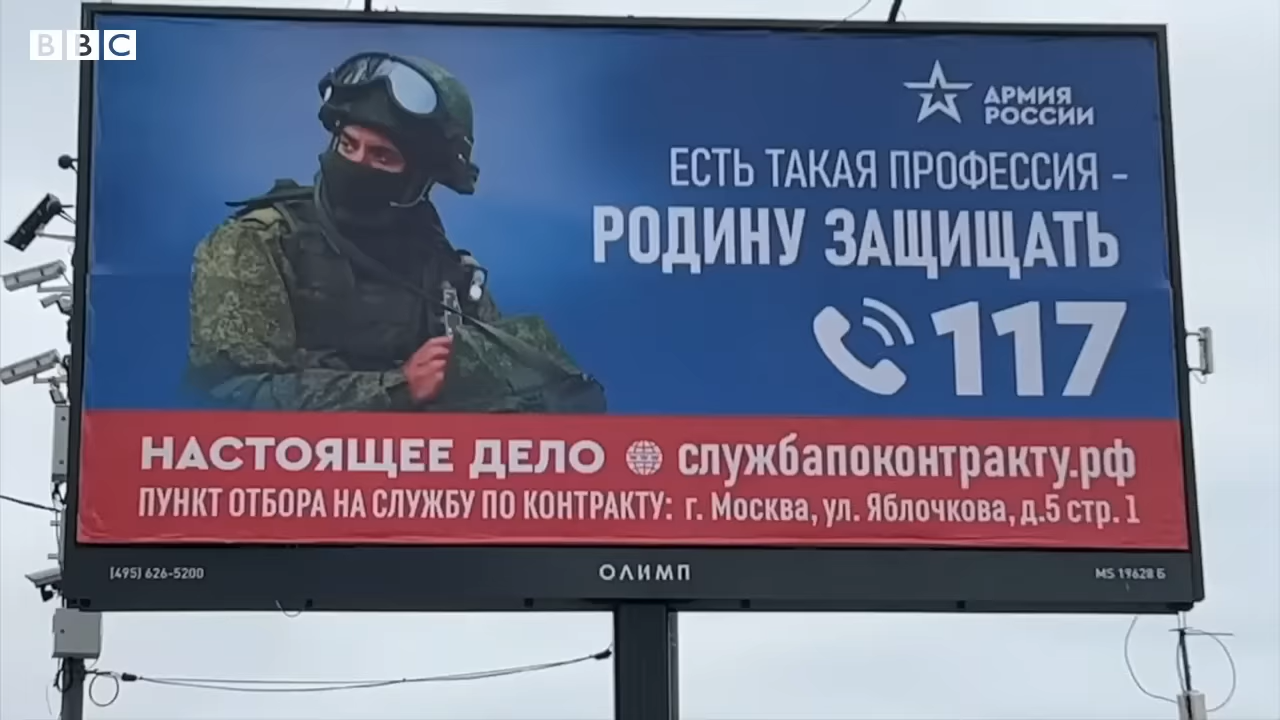 BBC
АРМИЯ
РОССИИ
ЕСТЬ ТАКАЯ ПРОФЕССИЯ –
РОДИНУ ЗАЩИЩАТЬ
117
НАСТОЯЩЕЕ ДЕЛО www службапоконтракту.рф
ПУНКТ ОТБОРА НА СЛУЖБУ ПО КОНТРАКТУ: г. Москва, ул. Яблочкова, д.5 стр. 1
(495) 626-5200 ОЛИМП MS 19628 Б